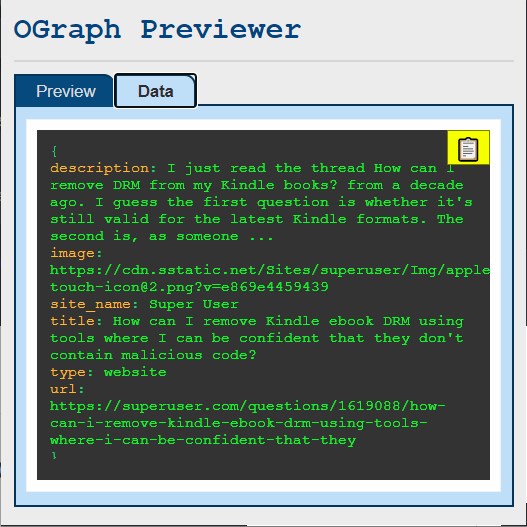 OGraph Previewer
Preview
Data
{
description: I just read the thread How can I
remove DRM from my Kindle books? from a decade
ago. I guess the first question is whether it's
still valid for the latest Kindle formats. The
second is, as someone ...
image:
https://cdn.sstatic.net/Sites/superuser/Img/apple
touch-icon@2.png?v=e869e4459439
site_name: Super User
title: How can I remove Kindle ebook DRM using
tools where I can be confident that they don't
contain malicious code?
type: website
url:
https://superuser.com/questions/1619088/how-
can-i-remove-kindle-ebook-drm-using-tools-
where-i-can-be-confident-that-they
}